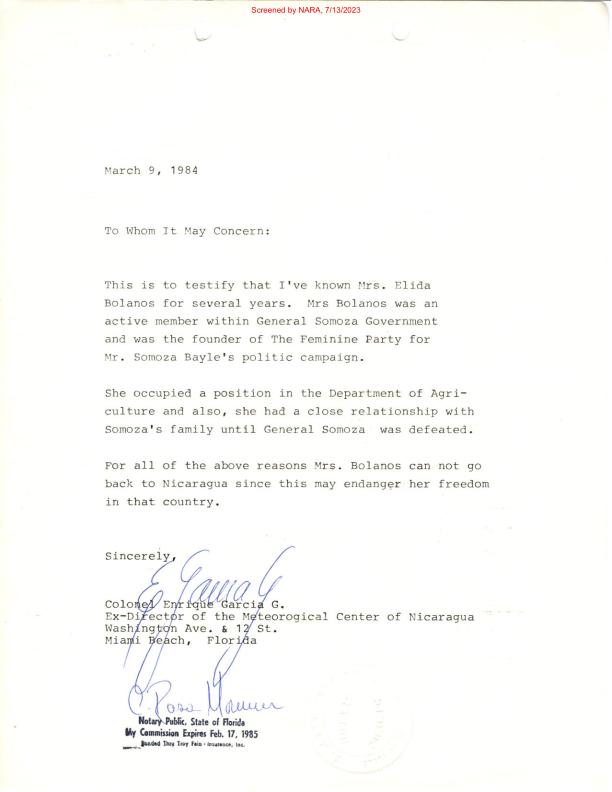 Screened by NARA, 7/13/2023
March 9, 1984
To Whom It May Concern:
This is to testify that I've known Mrs. Elida
Bolanos for several years. Mrs Bolanos was an
active member within General Somoza Government
and was the founder of The Feminine Party for
Mr. Somoza Bayle's politic campaign.
She occupied a position in the Department of Agri-
culture and also, she had a close relationship with
Somoza's family until General Somoza was defeated.
For all of the above reasons Mrs. Bolanos can not go
back to Nicaragua since this may endanger her freedom
in that country.
Sincerely,
Colonel Enrique Garcia G.
Ex-Director of the Meteorogical Center of Nicaragua
Washington Ave. & 12 St.
Miami Beach, Florida
Notary Public, State of Florida
My Commission Expires Feb. 17, 1985
Bonded Thru Troy Fain - Insurance, Inc.